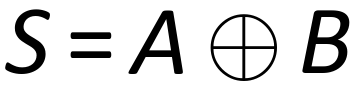 S = A ⊕ B